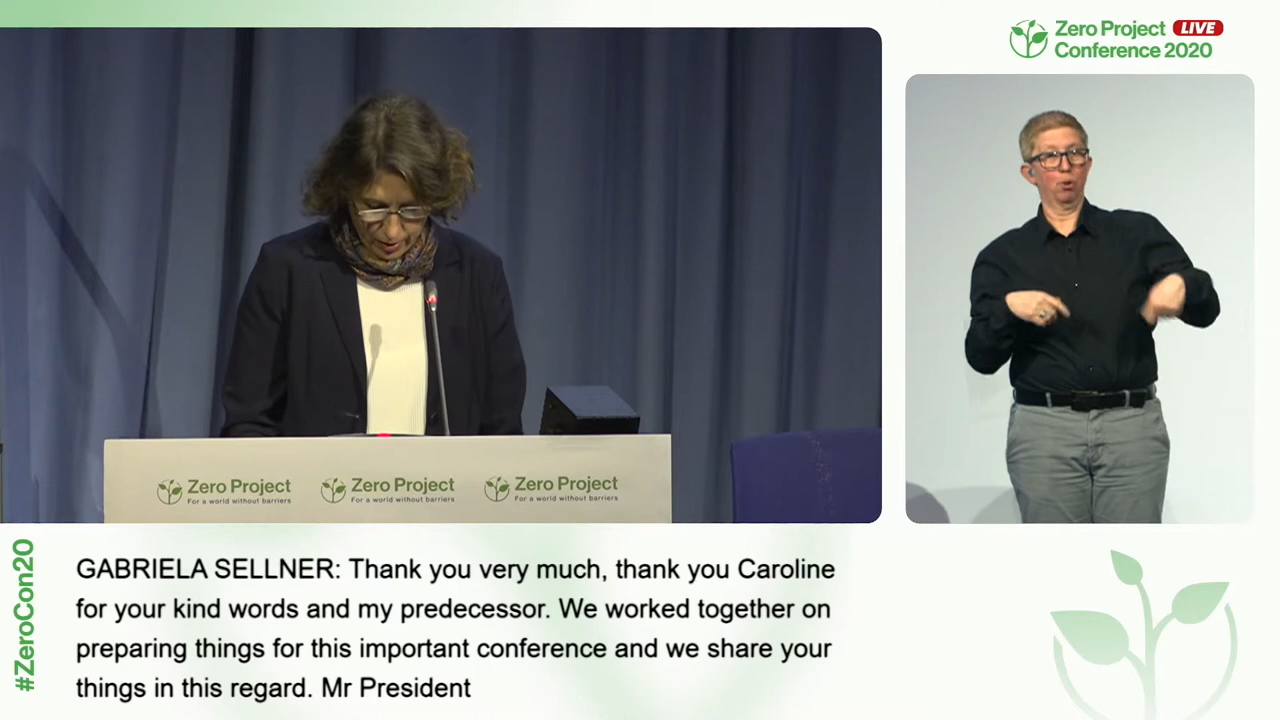 Zero Project LIVE
Conference 2020
Zero Project
For a world without barriers
Zero Project
For a world without barriers
Zero Project
For a world without barriers
#ZeroCon20
GABRIELA SELLNER: Thank you very much, thank you Caroline
for your kind words and my predecessor. We worked together on
preparing things for this important conference and we share your
things in this regard. Mr President